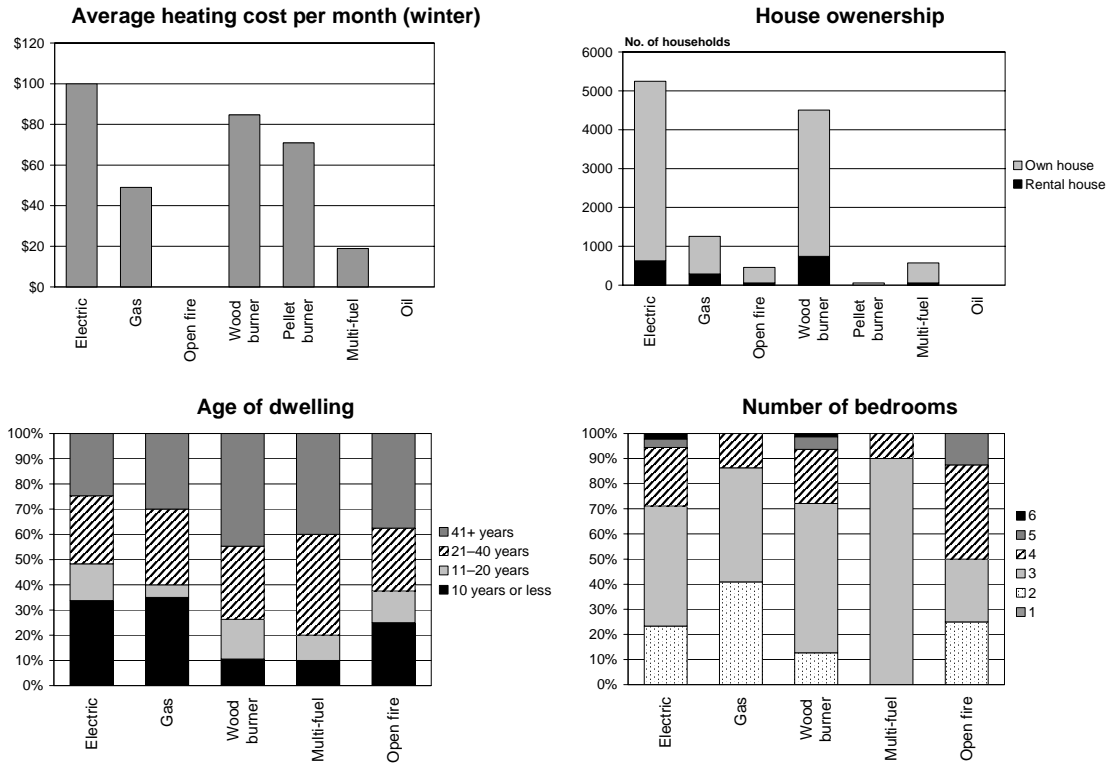 Average heating cost per month (winter)
$120
$100
$80
$60
$40
$20
$0
Electric
Gas
Open fire
Wood
burner
Pellet
burner
Multi-fuel
Oil
House owenership
No. of households
6000
5000
4000
3000
2000
1000
0
Electric
Gas
Open fire
Wood
burner
Pellet
burner
Multi-fuel
Oil
Own house
Rental house
Age of dwelling
100%
90%
80%
70%
60%
50%
40%
30%
20%
10%
0%
Electric
Gas
Wood
burner
Multi-fuel
Open fire
41+ years
21–40 years
11–20 years
10 years or less
Number of bedrooms
100%
90%
80%
70%
60%
50%
40%
30%
20%
10%
0%
Electric
Gas
Wood
burner
Multi-fuel
Open fire
6
5
4
3
2
1